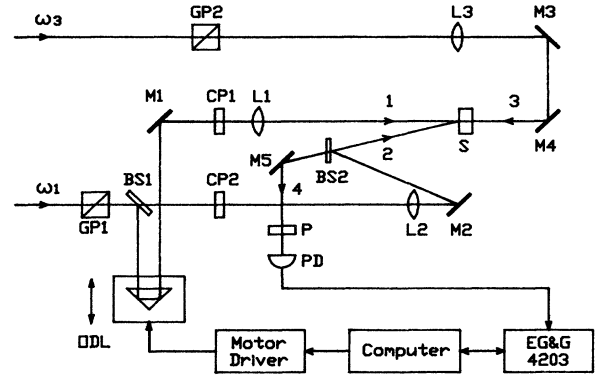 ω3
GP2
L3
M3
M1
CP1
L1
1
3
S
M4
M5
2
BS2
ω1
GP1
BS1
CP2
4
L2
M2
P
PD
ODL
Motor
Driver
Computer
EG&G
4203